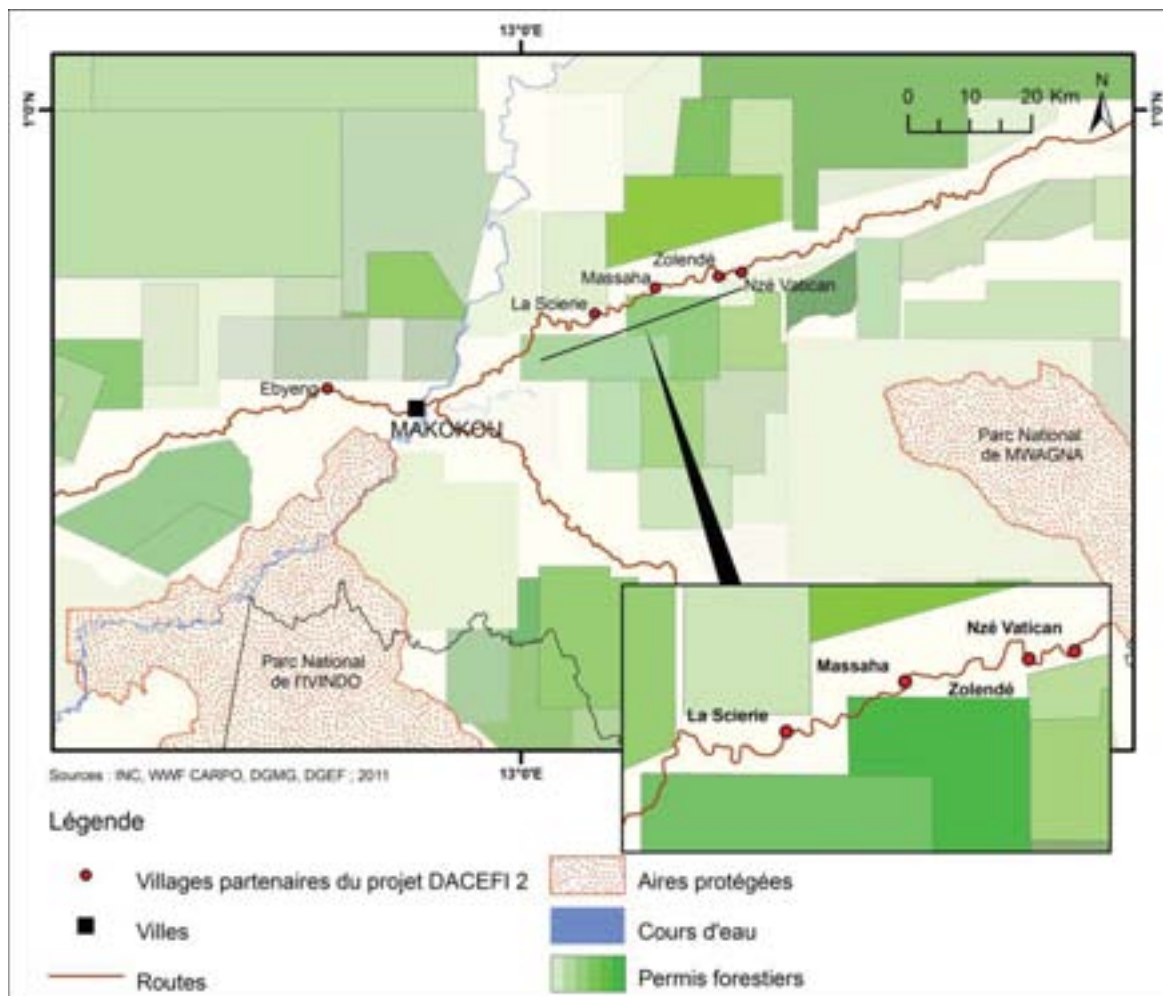 13°0'E
1°0'N
1°0'N
N
0 10 20 Km
Zolendé
Massaha
Nzé Vatican
La Scierie
Ebyeng
MAKOKOU
Parc National
de MWAGNA
Parc National
de l'IVINDO
Nzé Vatican
Massaha
Zolendé
La Scierie
13°0'E
Sources : INC, WWF CARPO, DGMG, DGEF ; 2011
Légende
Villages partenaires du projet DACEFI 2
Villes
Routes
Aires protégées
Cours d'eau
Permis forestiers